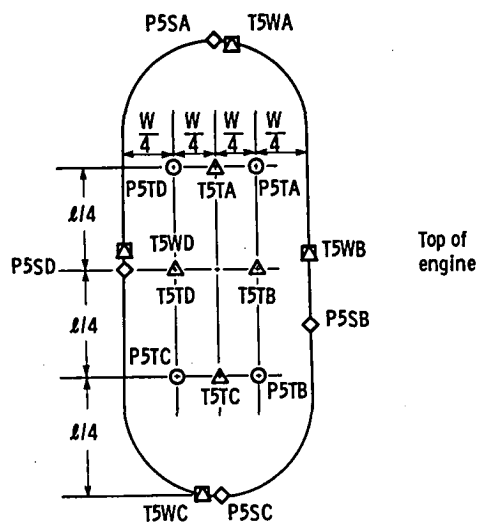 P5SA T5WA
W/4 W/4 W/4 W/4
P5TD T5TA P5TA
ℓ/4
T5WD
T5WB
Top of
engine
P5SD
T5TD T5TB
P5SB
ℓ/4
P5TC
T5TC P5TB
ℓ/4
T5WC P5SC